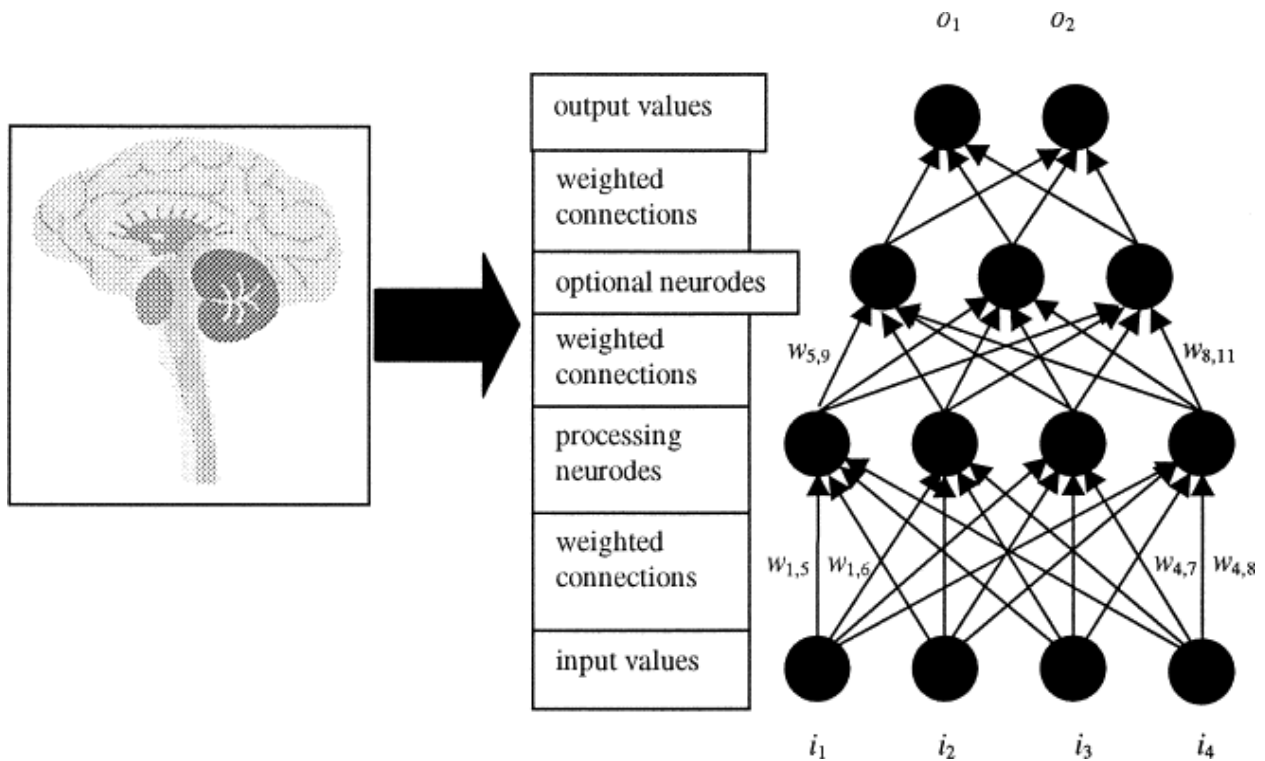 o1 o2
output values
weighted
connections
optional neurodes
weighted
connections
w5,9 w8,11
processing
neurodes
weighted
connections
w1,5 w1,6 w4,7 w4,8
input values
i1 i2 i3 i4